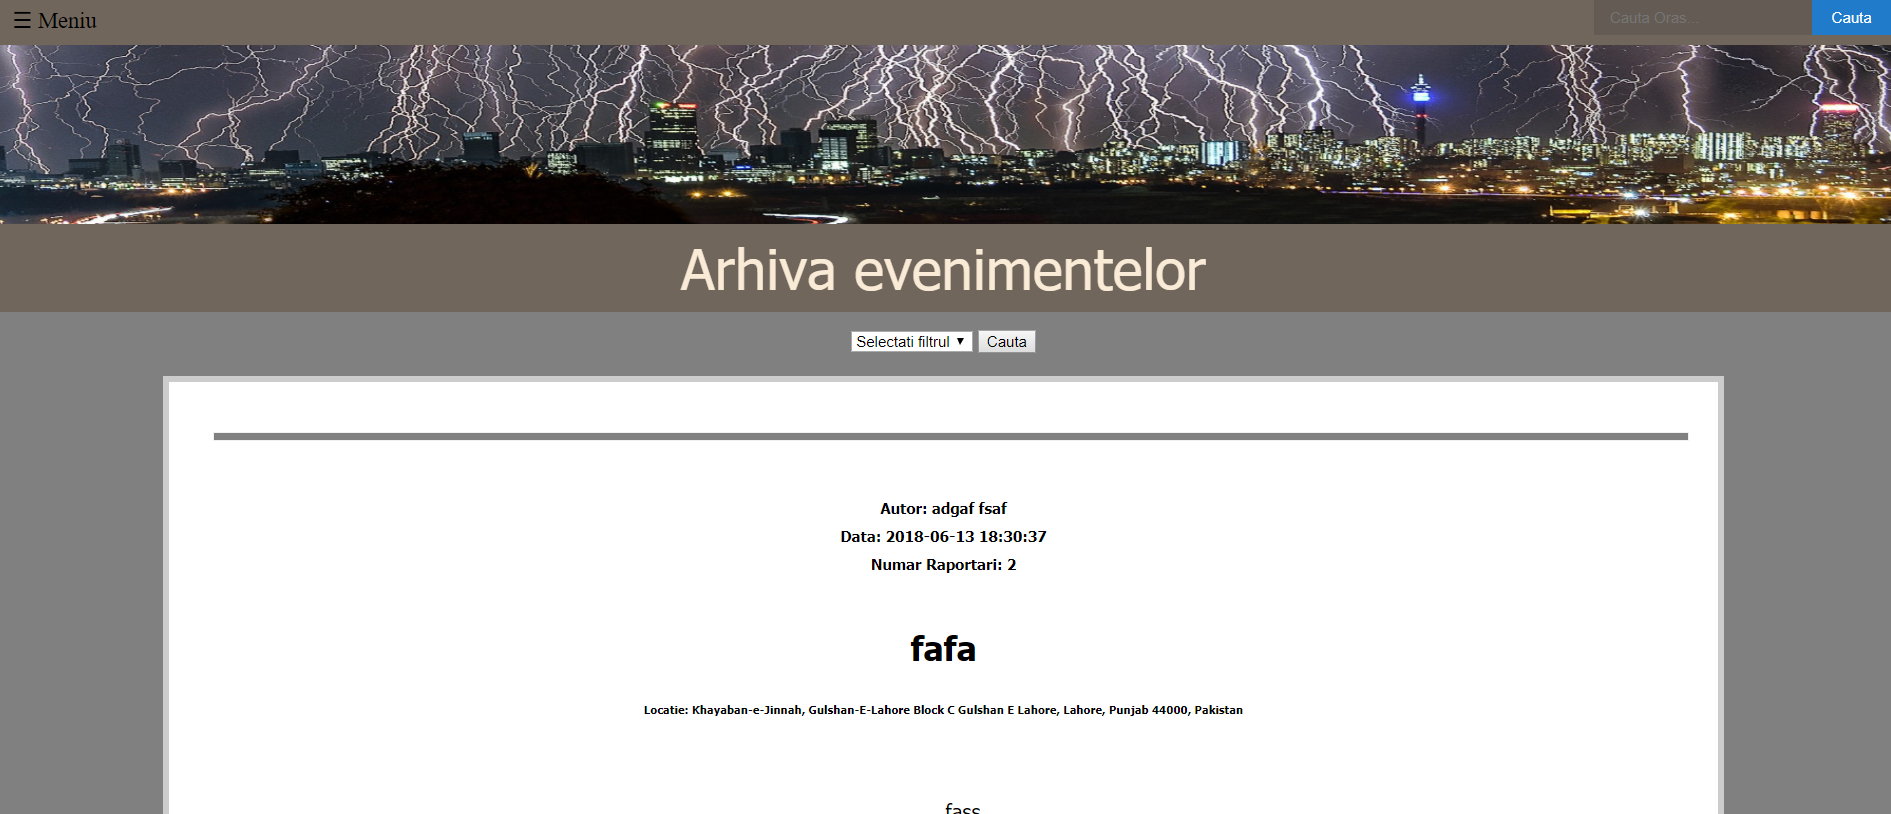 ☰ Meniu
Cauta Oras...
Cauta
Arhiva evenimentelor
Selectati filtrul
Cauta
Autor: adgaf fsaf
Data: 2018-06-13 18:30:37
Numar Raportari: 2
fafa
Locatie: Khayaban-e-Jinnah, Gulshan-E-Lahore Block C Gulshan E Lahore, Lahore, Punjab 44000, Pakistan
fass